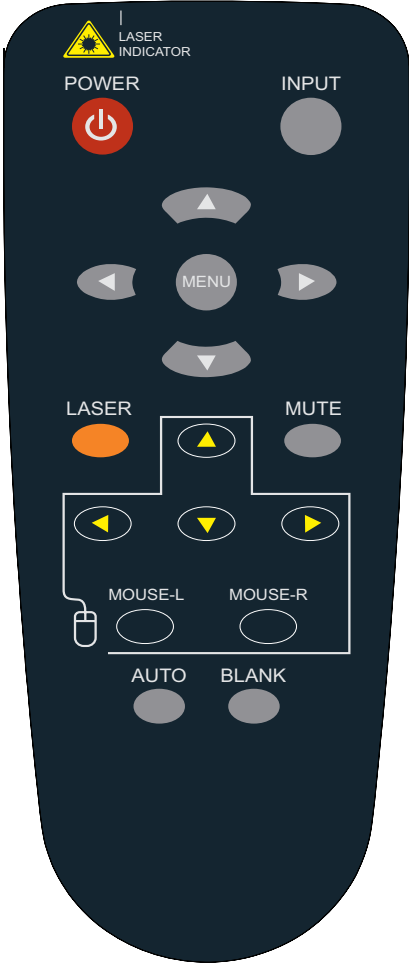 LASER
INDICATOR
POWER
INPUT
MENU
LASER
MUTE
MOUSE-L
MOUSE-R
AUTO
BLANK